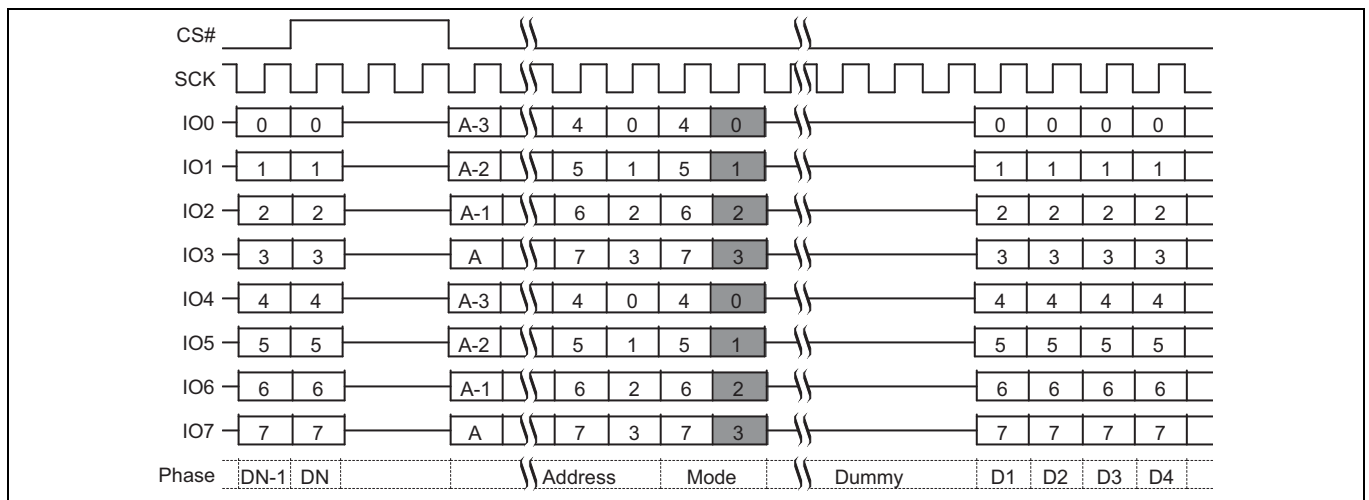 CS#
SCK
IO0 0 0 A-3 4 0 4 0 0 0 0 0
IO1 1 1 A-2 5 1 5 1 1 1 1 1
IO2 2 2 A-1 6 2 6 2 2 2 2 2
IO3 3 3 A 7 3 7 3 3 3 3 3
IO4 4 4 A-3 4 0 4 0 4 4 4 4
IO5 5 5 A-2 5 1 5 1 5 5 5 5
IO6 6 6 A-1 6 2 6 2 6 6 6 6
IO7 7 7 A 7 3 7 3 7 7 7 7
Phase DN-1 DN Address Mode Dummy D1 D2 D3 D4